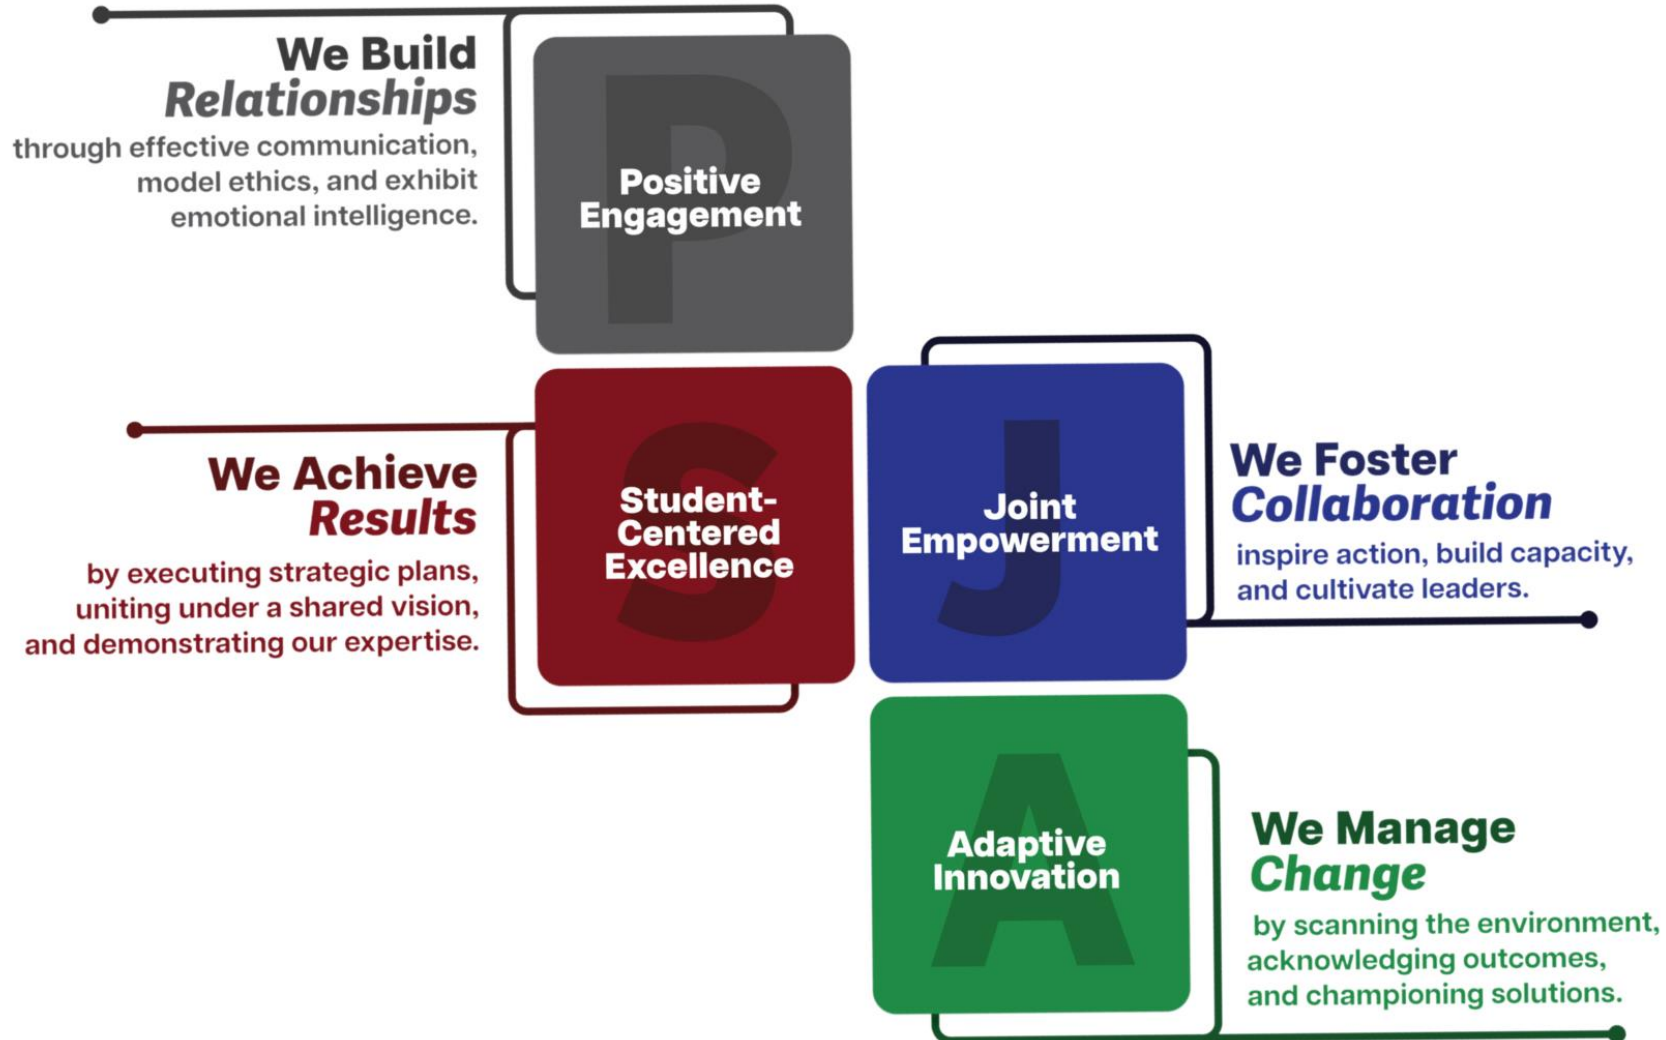 We Build
Relationships
through effective communication,
model ethics, and exhibit
emotional intelligence.
P
Positive
Engagement
We Achieve
Results
by executing strategic plans,
uniting under a shared vision,
and demonstrating our expertise.
S
Student-
Centered
Excellence
J
Joint
Empowerment
We Foster
Collaboration
inspire action, build capacity,
and cultivate leaders.
A
Adaptive
Innovation
We Manage
Change
by scanning the environment,
acknowledging outcomes,
and championing solutions.